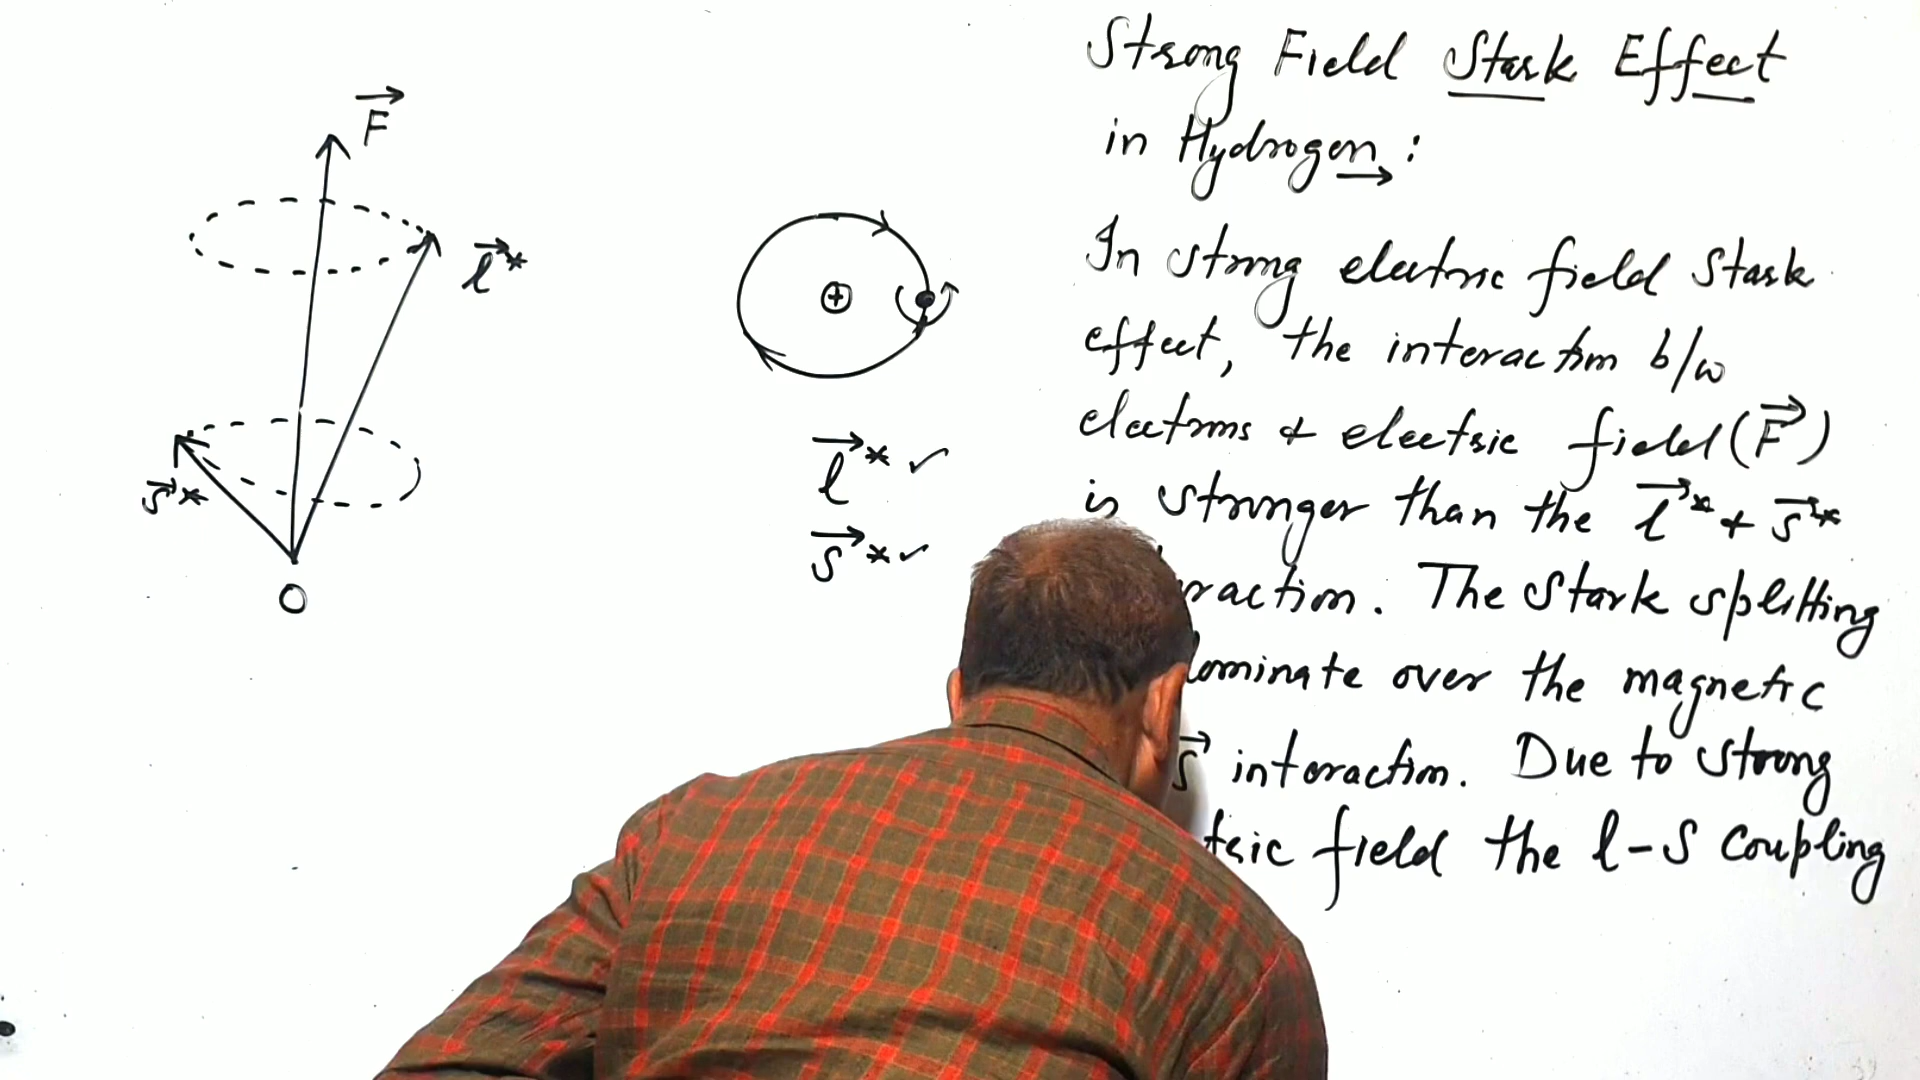 Strong Field Stark Effect
in Hydrogen :
In strong electric field Stark
effect, the interaction b/w
electrons & electric field (F⃗)
is stronger than the l⃗* & s⃗*
raction. The Stark splitting
ominate over the magnetic
s⃗ interaction. Due to strong
tric field the l-s coupling
F⃗
l⃗*
s⃗*
O
+
l⃗* ✓
s⃗* ✓